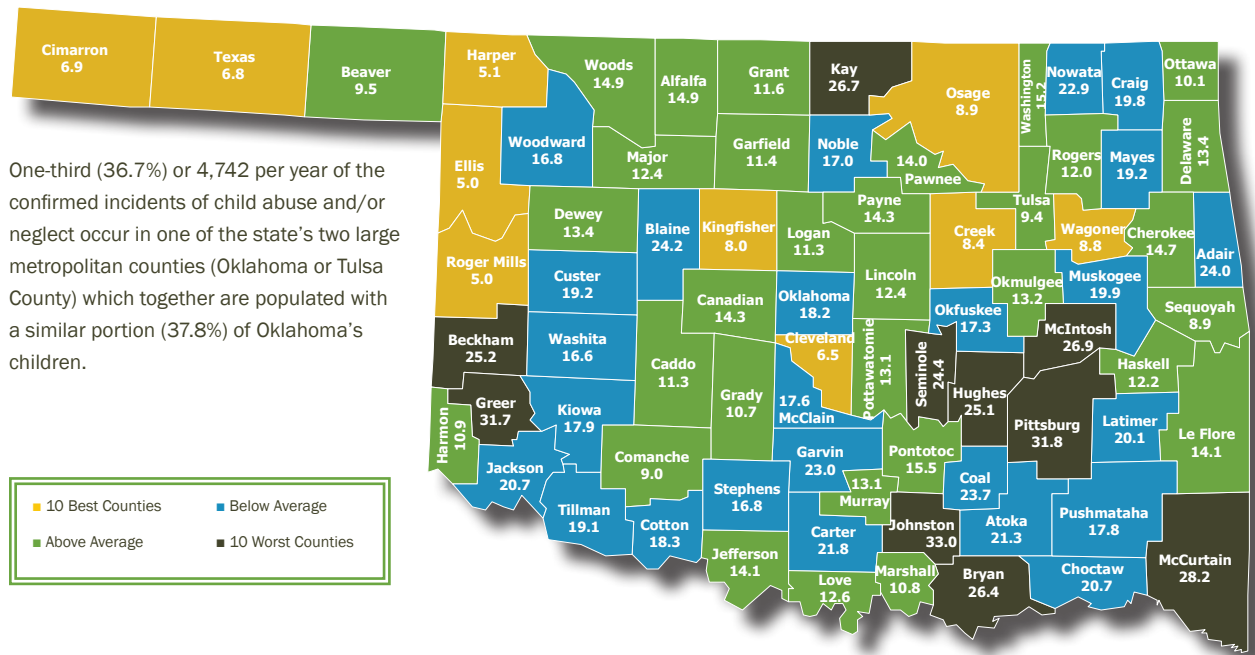 Cimarron
6.9
Texas
6.8
Beaver
9.5
Harper
5.1
Woods
14.9
Alfalfa
14.9
Grant
11.6
Kay
26.7
Osage
8.9
Washington
15.2
Nowata
22.9
Craig
19.8
Ottawa
10.1
Woodward
16.8
Ellis
5.0
Major
12.4
Garfield
11.4
Noble
17.0
14.0
Pawnee
Rogers
12.0
Mayes
19.2
Delaware
13.4
One-third (36.7%) or 4,742 per year of the
confirmed incidents of child abuse and/or
neglect occur in one of the state's two large
metropolitan counties (Oklahoma or Tulsa
County) which together are populated with
a similar portion (37.8%) of Oklahoma's
children.
Dewey
13.4
Blaine
24.2
Kingfisher
8.0
Logan
11.3
Payne
14.3
Creek
8.4
Tulsa
9.4
Wagoner
8.8
Cherokee
14.7
Adair
24.0
Roger Mills
5.0
Custer
19.2
Canadian
14.3
Oklahoma
18.2
Lincoln
12.4
Okfuskee
17.3
Okmulgee
13.2
Muskogee
19.9
Sequoyah
8.9
Beckham
25.2
Washita
16.6
Caddo
11.3
Grady
10.7
Cleveland
6.5
17.6
McClain
Pottawatomie
13.1
Seminole
24.4
Hughes
25.1
McIntosh
26.9
Haskell
12.2
Pittsburg
31.8
Latimer
20.1
Le Flore
14.1
Harmon
10.9
Greer
31.7
Kiowa
17.9
Jackson
20.7
Tillman
19.1
Comanche
9.0
Cotton
18.3
Stephens
16.8
Jefferson
14.1
Garvin
23.0
13.1
Murray
Carter
21.8
Love
12.6
Pontotoc
15.5
Johnston
33.0
Marshall
10.8
Coal
23.7
Atoka
21.3
Bryan
26.4
Pushmataha
17.8
Choctaw
20.7
McCurtain
28.2
10 Best Counties
Below Average
Above Average
10 Worst Counties